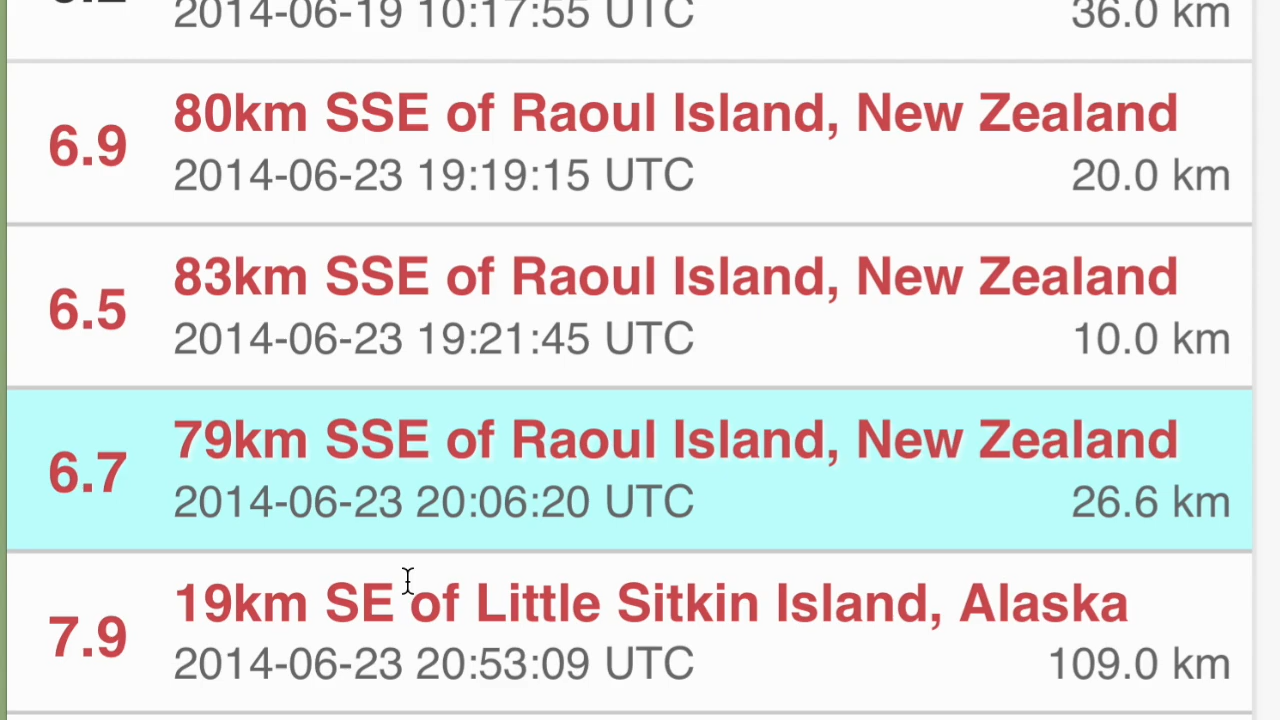 2014-06-19 10:17:55 UTC 36.0 km
80km SSE of Raoul Island, New Zealand
6.9
2014-06-23 19:19:15 UTC 20.0 km
83km SSE of Raoul Island, New Zealand
6.5
2014-06-23 19:21:45 UTC 10.0 km
79km SSE of Raoul Island, New Zealand
6.7
2014-06-23 20:06:20 UTC 26.6 km
19km SE of Little Sitkin Island, Alaska
7.9
2014-06-23 20:53:09 UTC 109.0 km